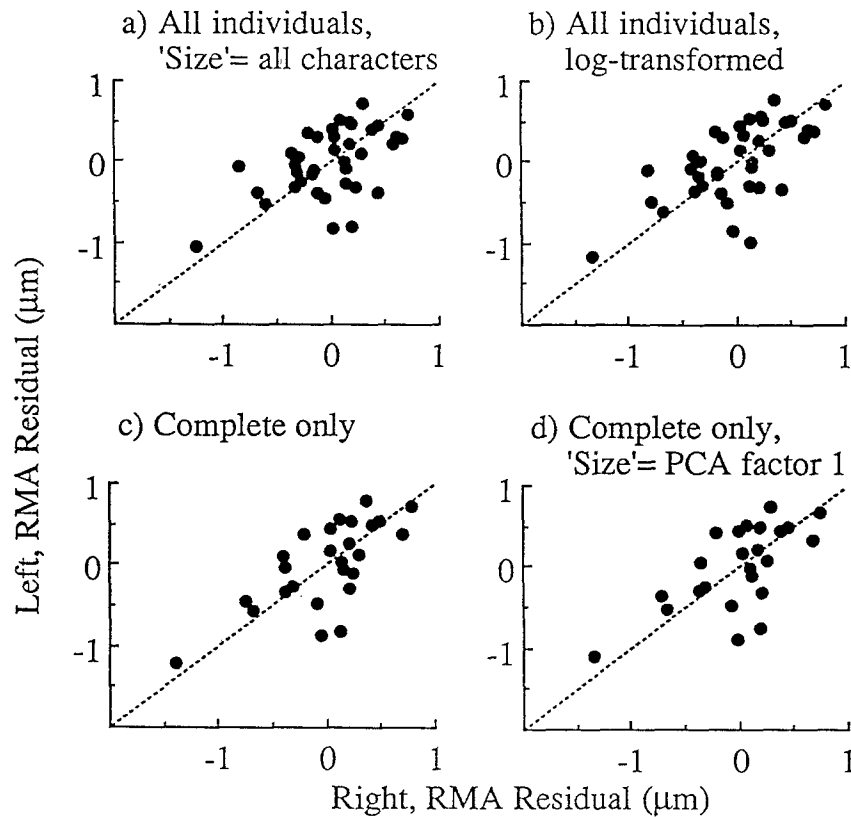 a) All individuals,
'Size'= all characters
b) All individuals,
log-transformed
1
0
-1
-1 0 1
1
0
-1
-1 0 1
c) Complete only
d) Complete only,
'Size'= PCA factor 1
1
0
-1
-1 0 1
1
0
-1
-1 0 1
Left, RMA Residual (μm)
Right, RMA Residual (μm)